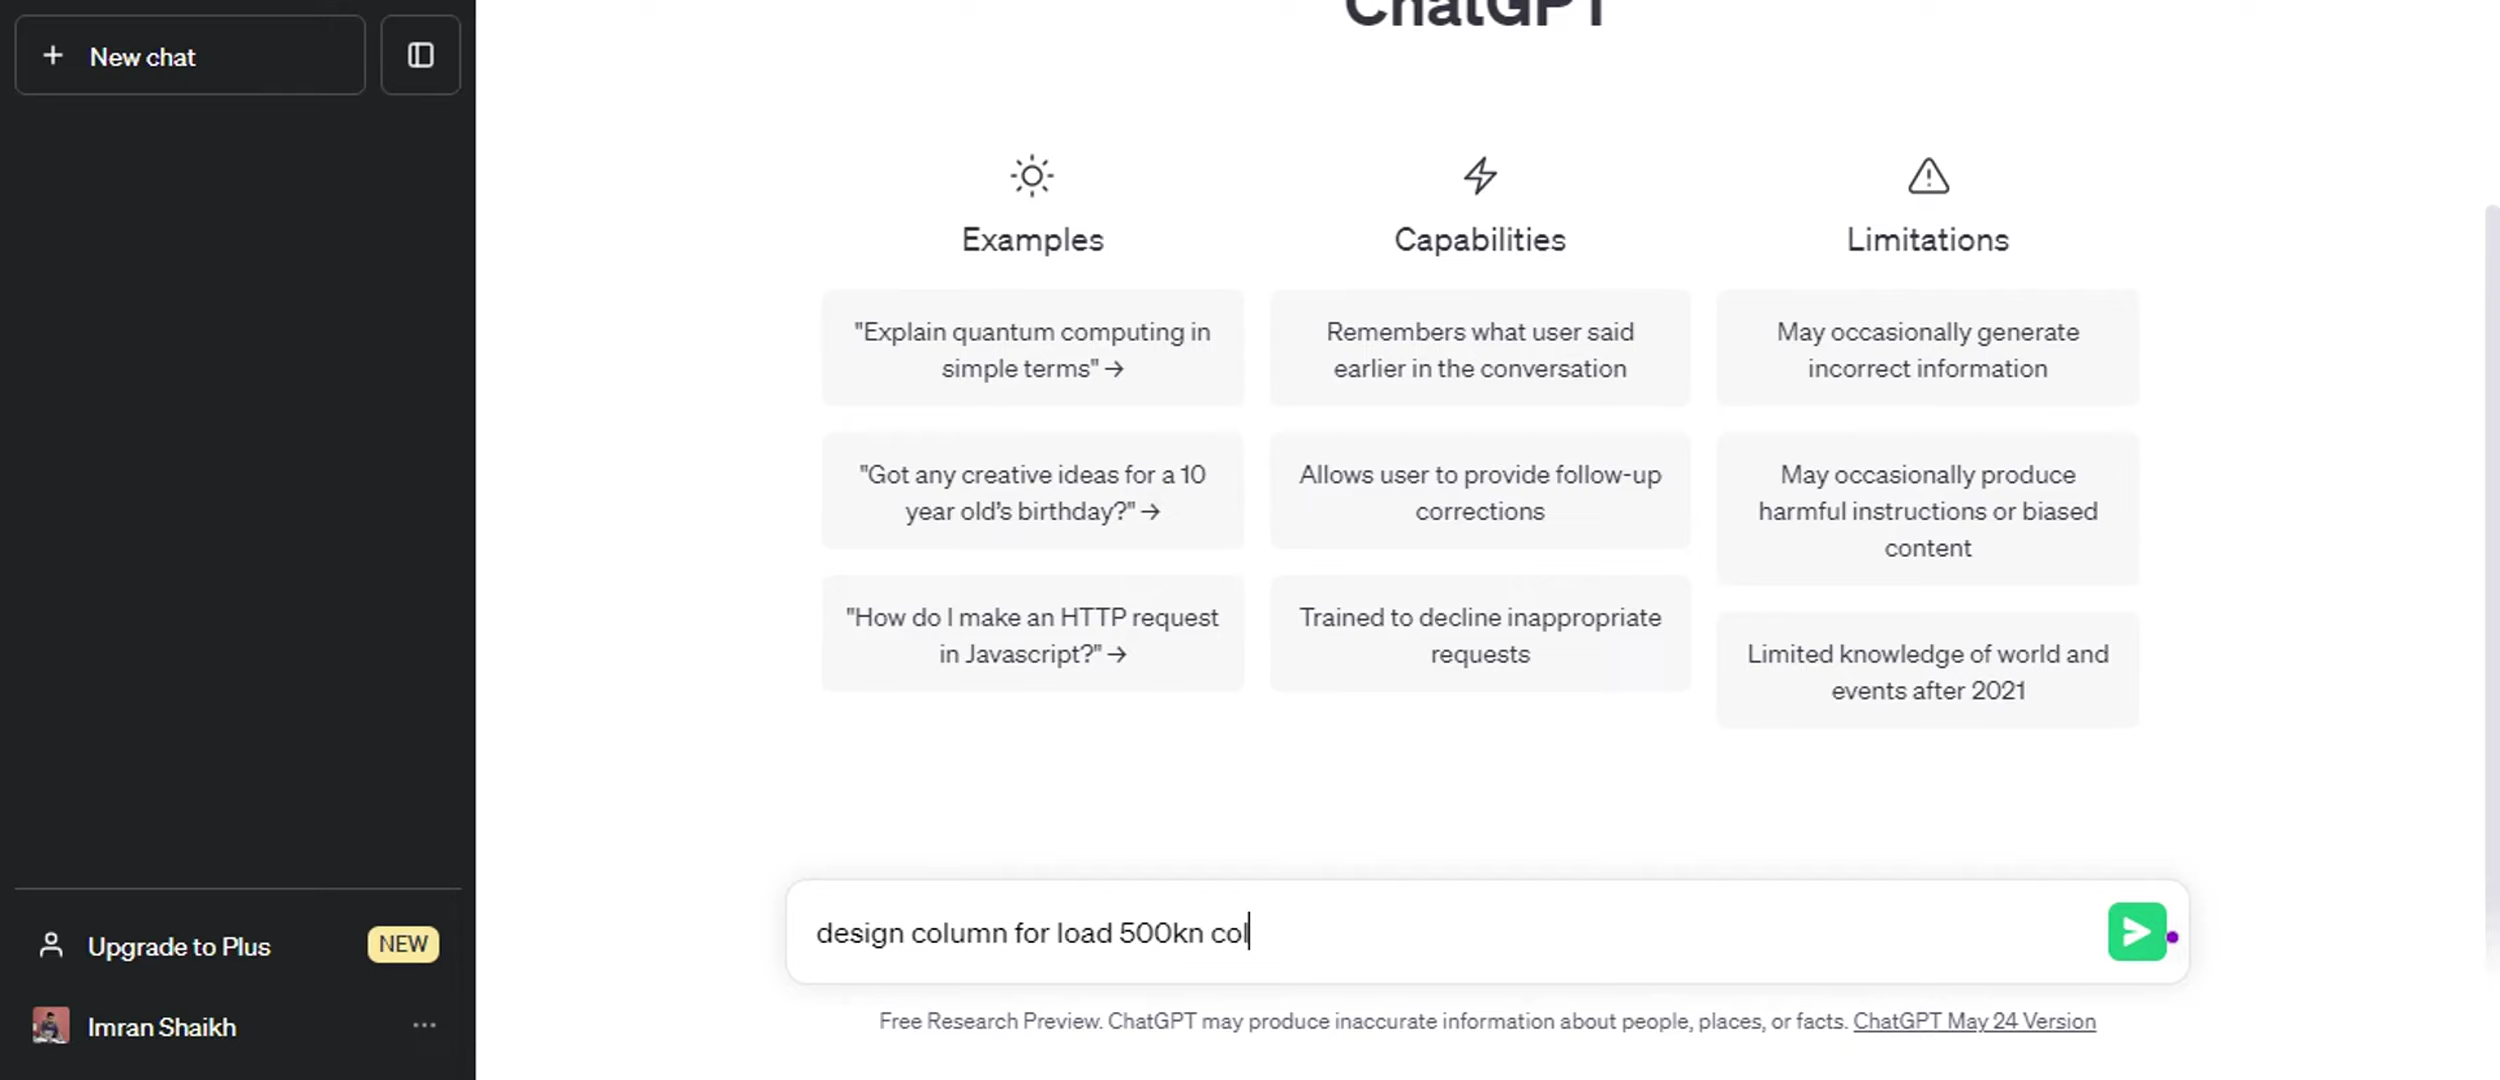 ChatGPT
New chat
Examples
Capabilities
Limitations
"Explain quantum computing in
simple terms" →
Remembers what user said
earlier in the conversation
May occasionally generate
incorrect information
"Got any creative ideas for a 10
year old's birthday?" →
Allows user to provide follow-up
corrections
May occasionally produce
harmful instructions or biased
content
"How do I make an HTTP request
in Javascript?" →
Trained to decline inappropriate
requests
Limited knowledge of world and
events after 2021
design column for load 500kn col
Upgrade to Plus
NEW
Imran Shaikh
Free Research Preview. ChatGPT may produce inaccurate information about people, places, or facts. ChatGPT May 24 Version